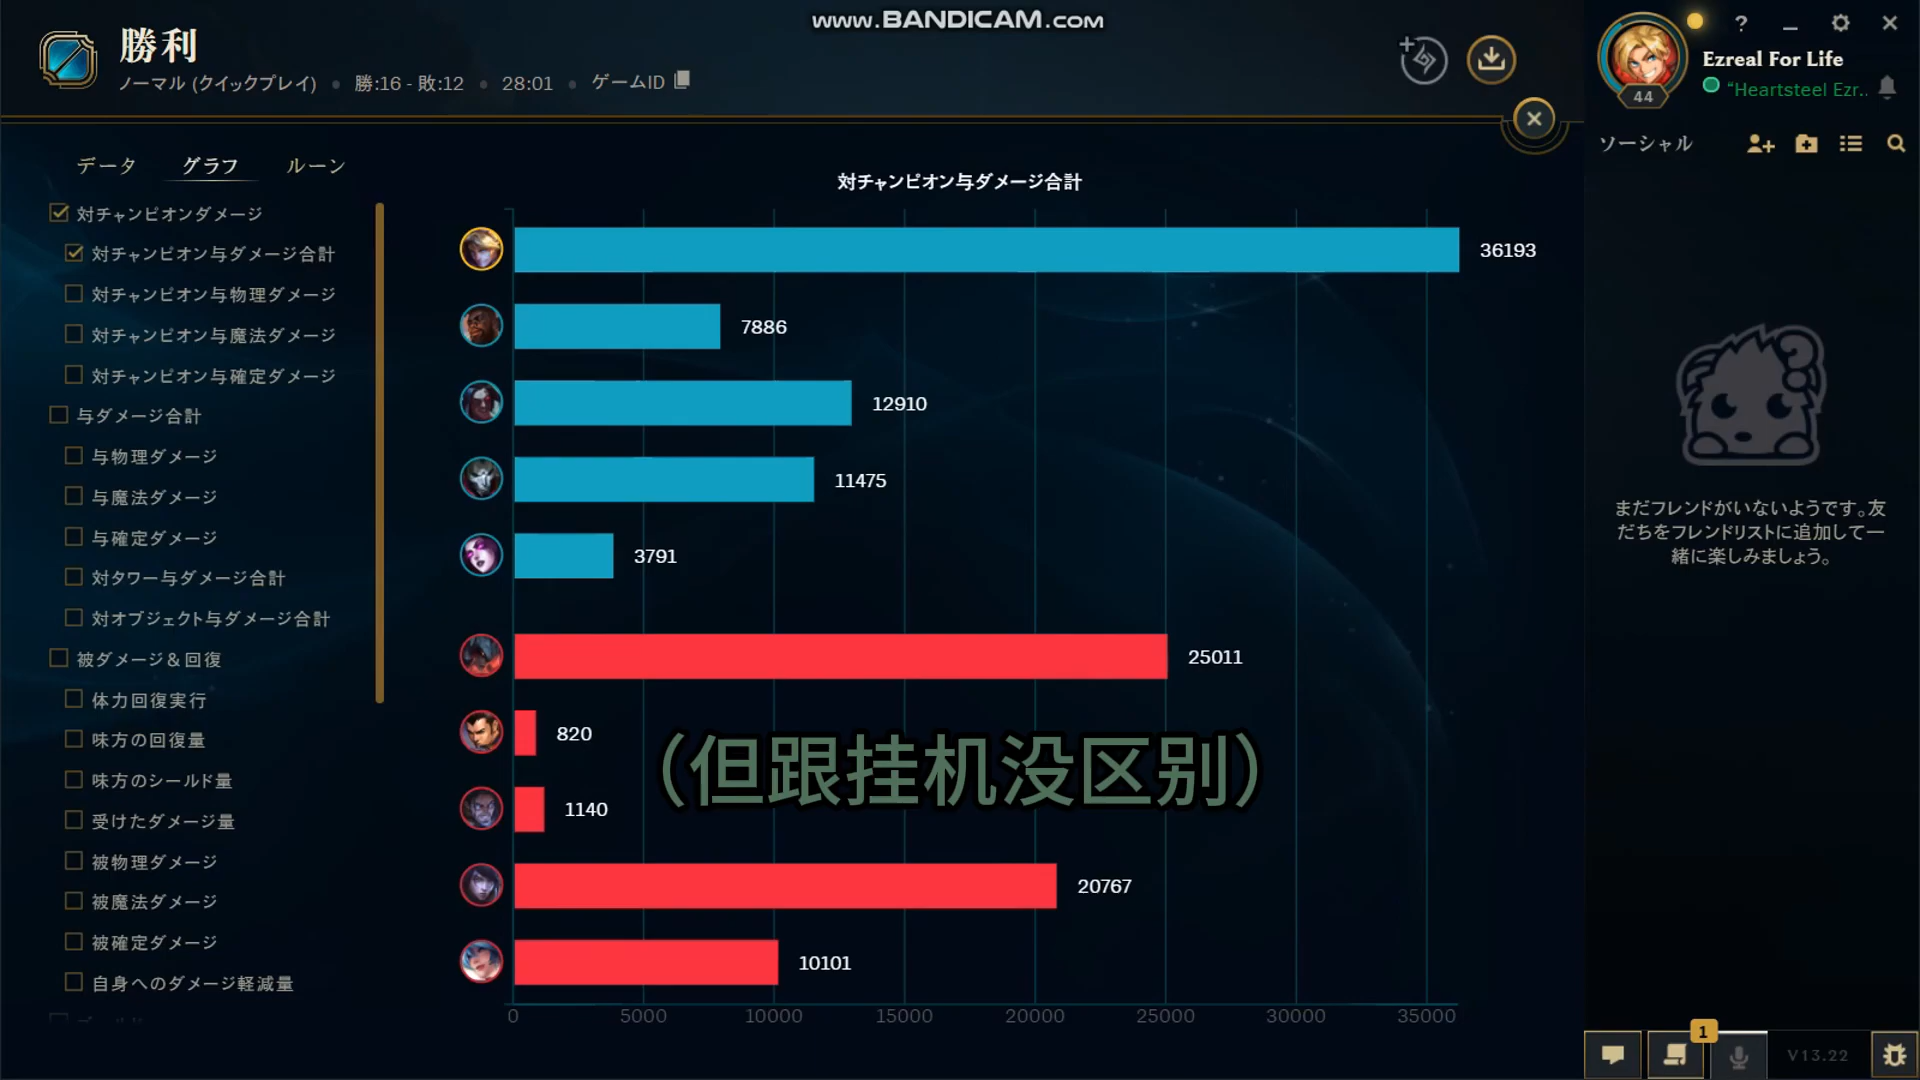 www.BANDICAM.com
勝利
ノーマル (クイックプレイ) ● 勝:16 - 敗:12 ● 28:01 ● ゲームID
Ezreal For Life
44
“Heartsteel Ezr..
ソーシャル
データ グラフ ルーン
対チャンピオン与ダメージ合計
対チャンピオンダメージ
対チャンピオン与ダメージ合計
対チャンピオン与物理ダメージ
対チャンピオン与魔法ダメージ
対チャンピオン与確定ダメージ
与ダメージ合計
与物理ダメージ
与魔法ダメージ
与確定ダメージ
対タワー与ダメージ合計
対オブジェクト与ダメージ合計
被ダメージ＆回復
体力回復実行
味方の回復量
味方のシールド量
受けたダメージ量
被物理ダメージ
被魔法ダメージ
被確定ダメージ
自身へのダメージ軽減量
36193
7886
12910
11475
3791
25011
820
1140
20767
10101
0 5000 10000 15000 20000 25000 30000 35000
（但跟挂机没区别）
まだフレンドがいないようです。友
だちをフレンドリストに追加して一
緒に楽しみましょう。
1
V13.22